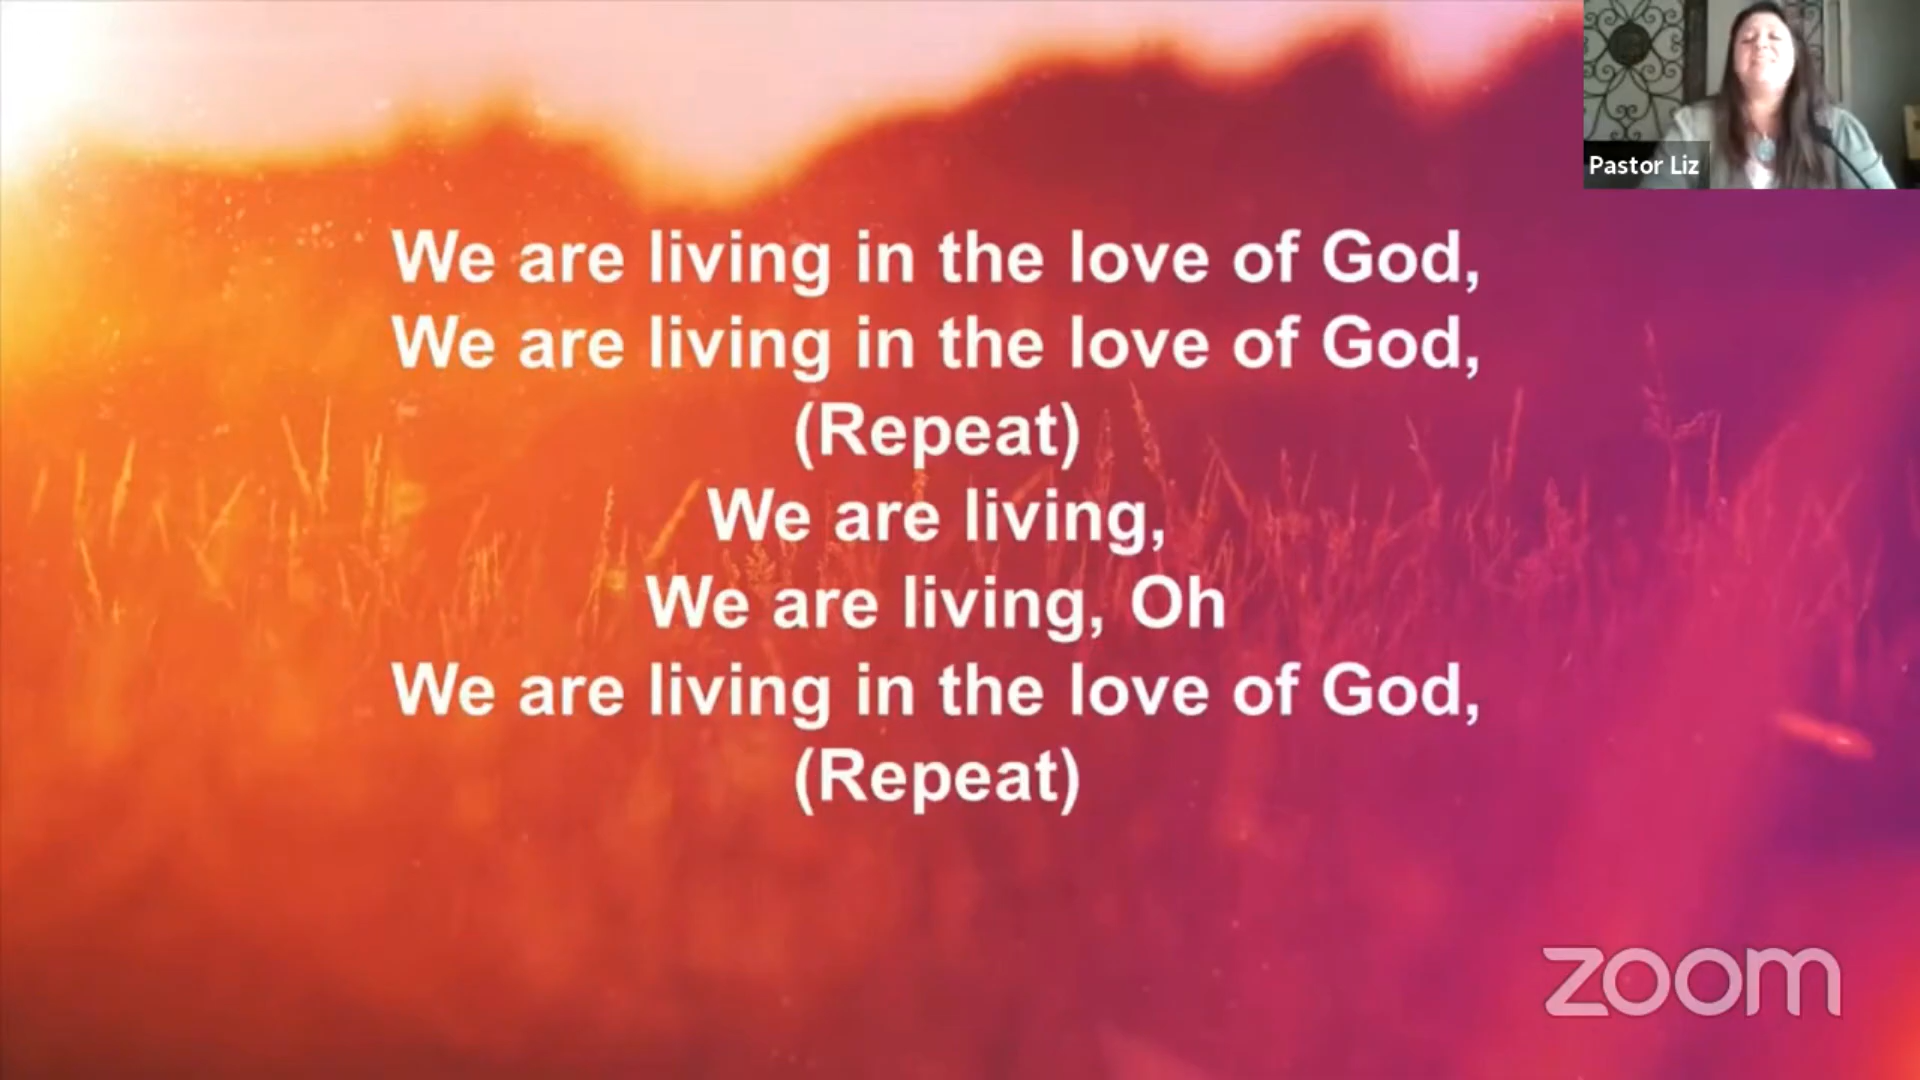 Pastor Liz
We are living in the love of God,
We are living in the love of God,
(Repeat)
We are living,
We are living, Oh
We are living in the love of God,
(Repeat)
zoom